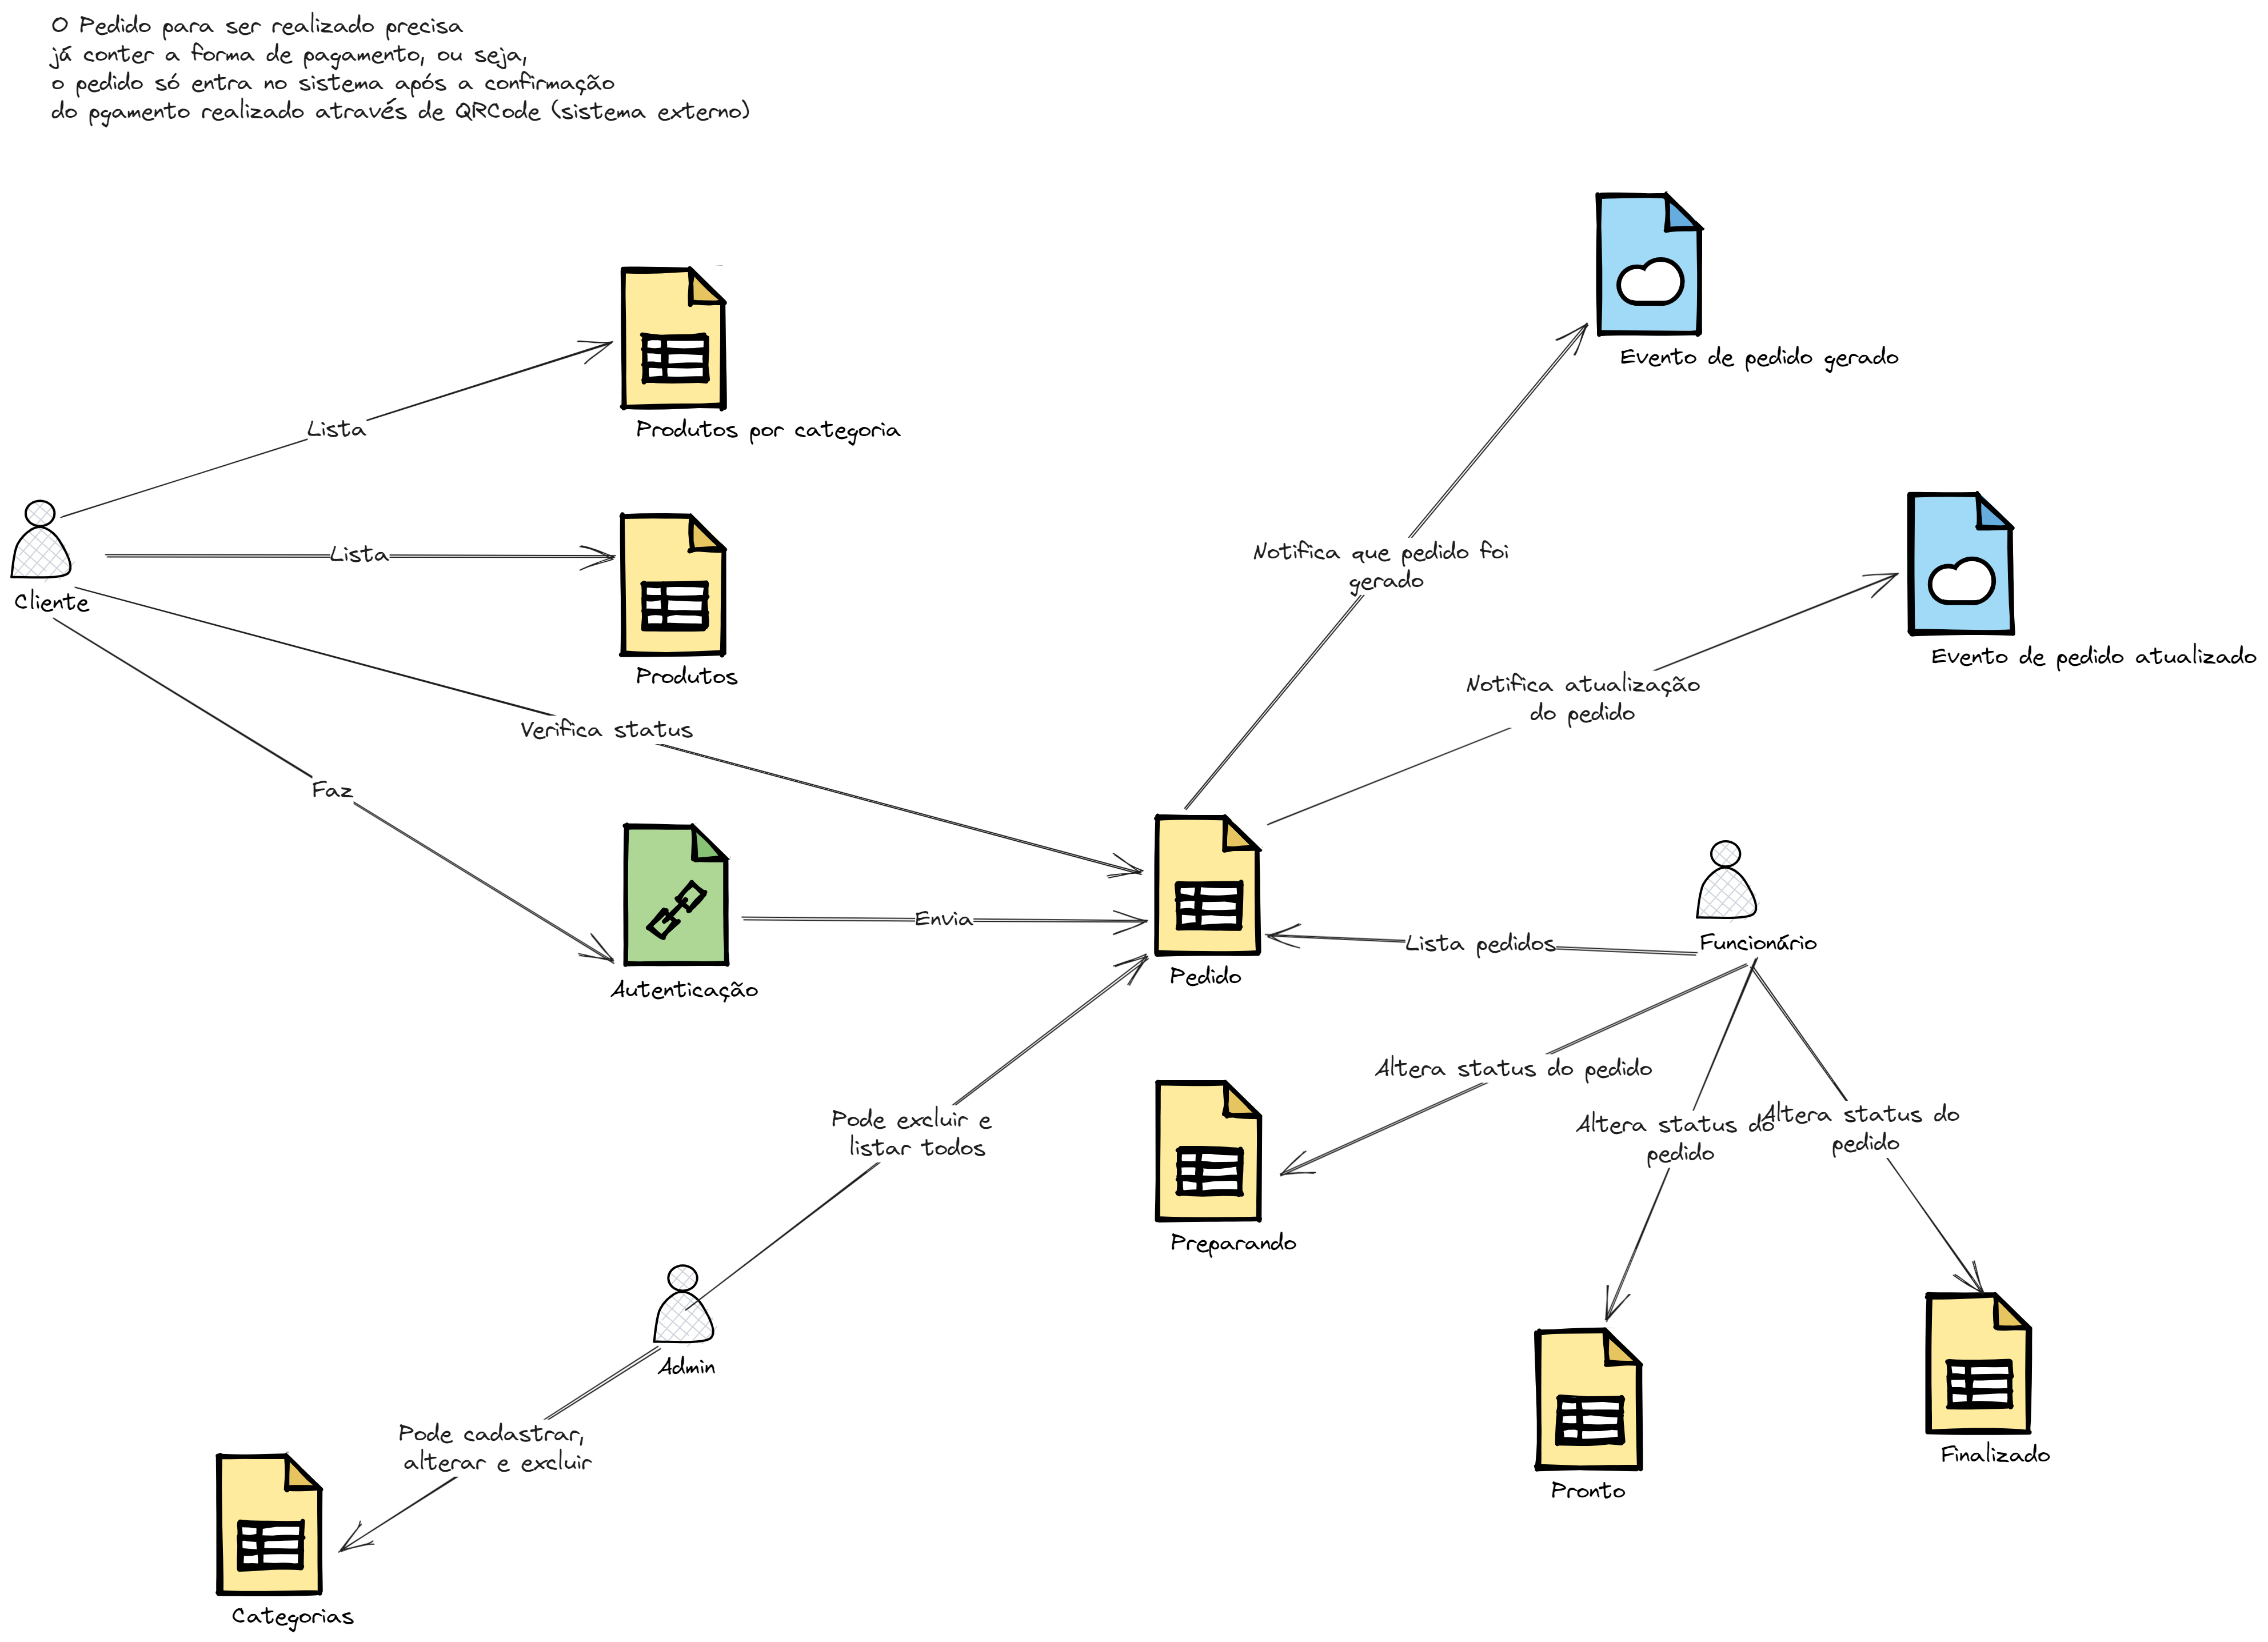 O Pedido para ser realizado precisa
já conter a forma de pagamento, ou seja,
o pedido só entra no sistema após a confirmação
do pgamento realizado através de QRCode (sistema externo)
Evento de pedido gerado
Lista
Produtos por categoria
Lista
Notifica que pedido foi
gerado
Cliente
Evento de pedido atualizado
Produtos
Notifica atualização
do pedido
Verifica status
Faz
Envia
Lista pedidos
Funcionário
Pedido
Autenticação
Altera status do pedido
Altera status do
pedido
Altera status do
pedido
Pode excluir e
listar todos
Preparando
Admin
Pode cadastrar,
alterar e excluir
Finalizado
Pronto
Categorias